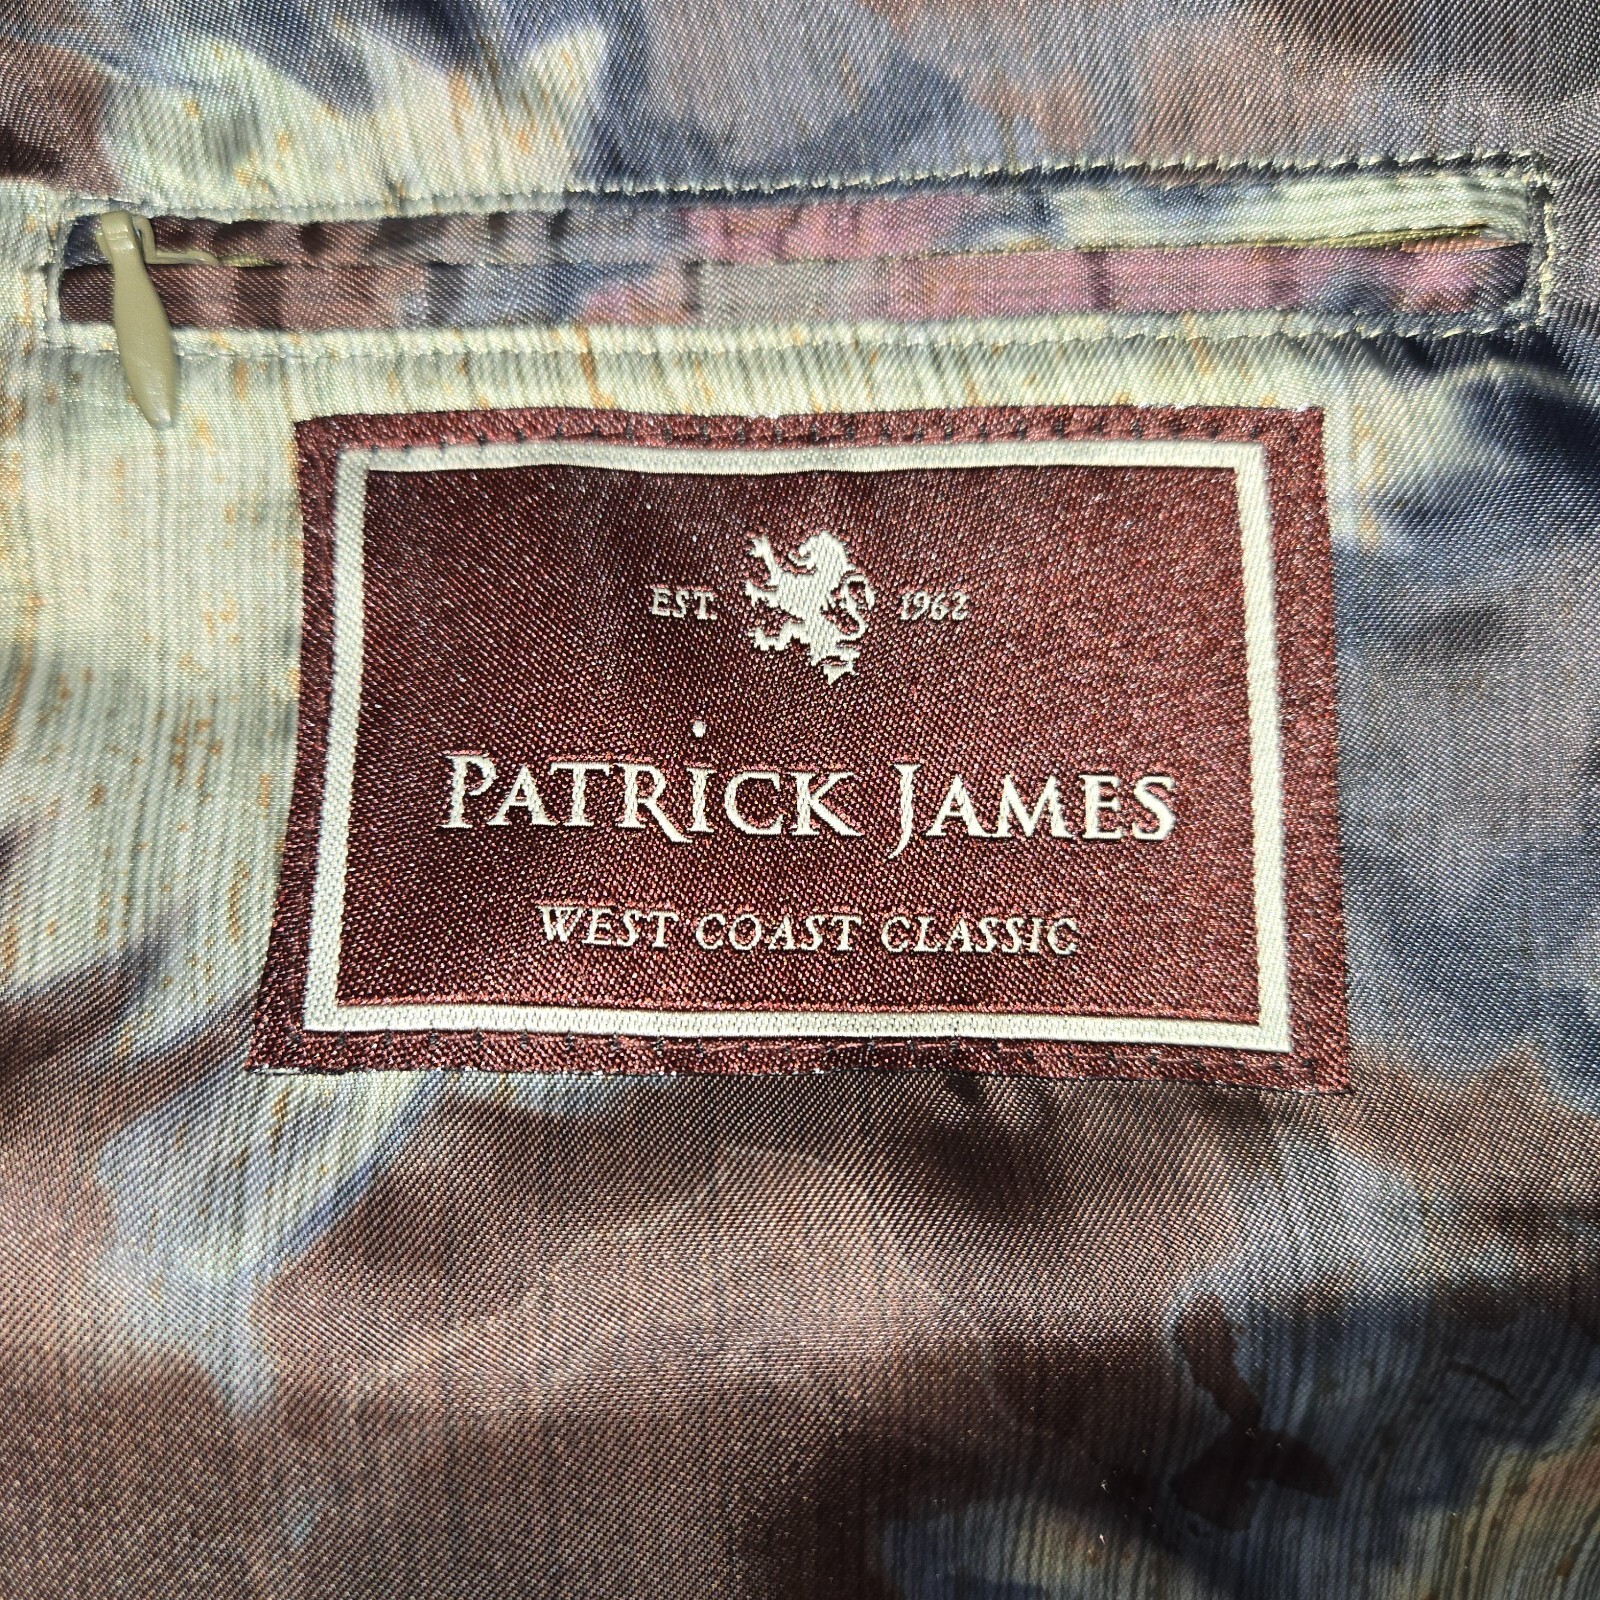 EST. 1962
PATRiCK JAMES
WEST COAST CLASSIC